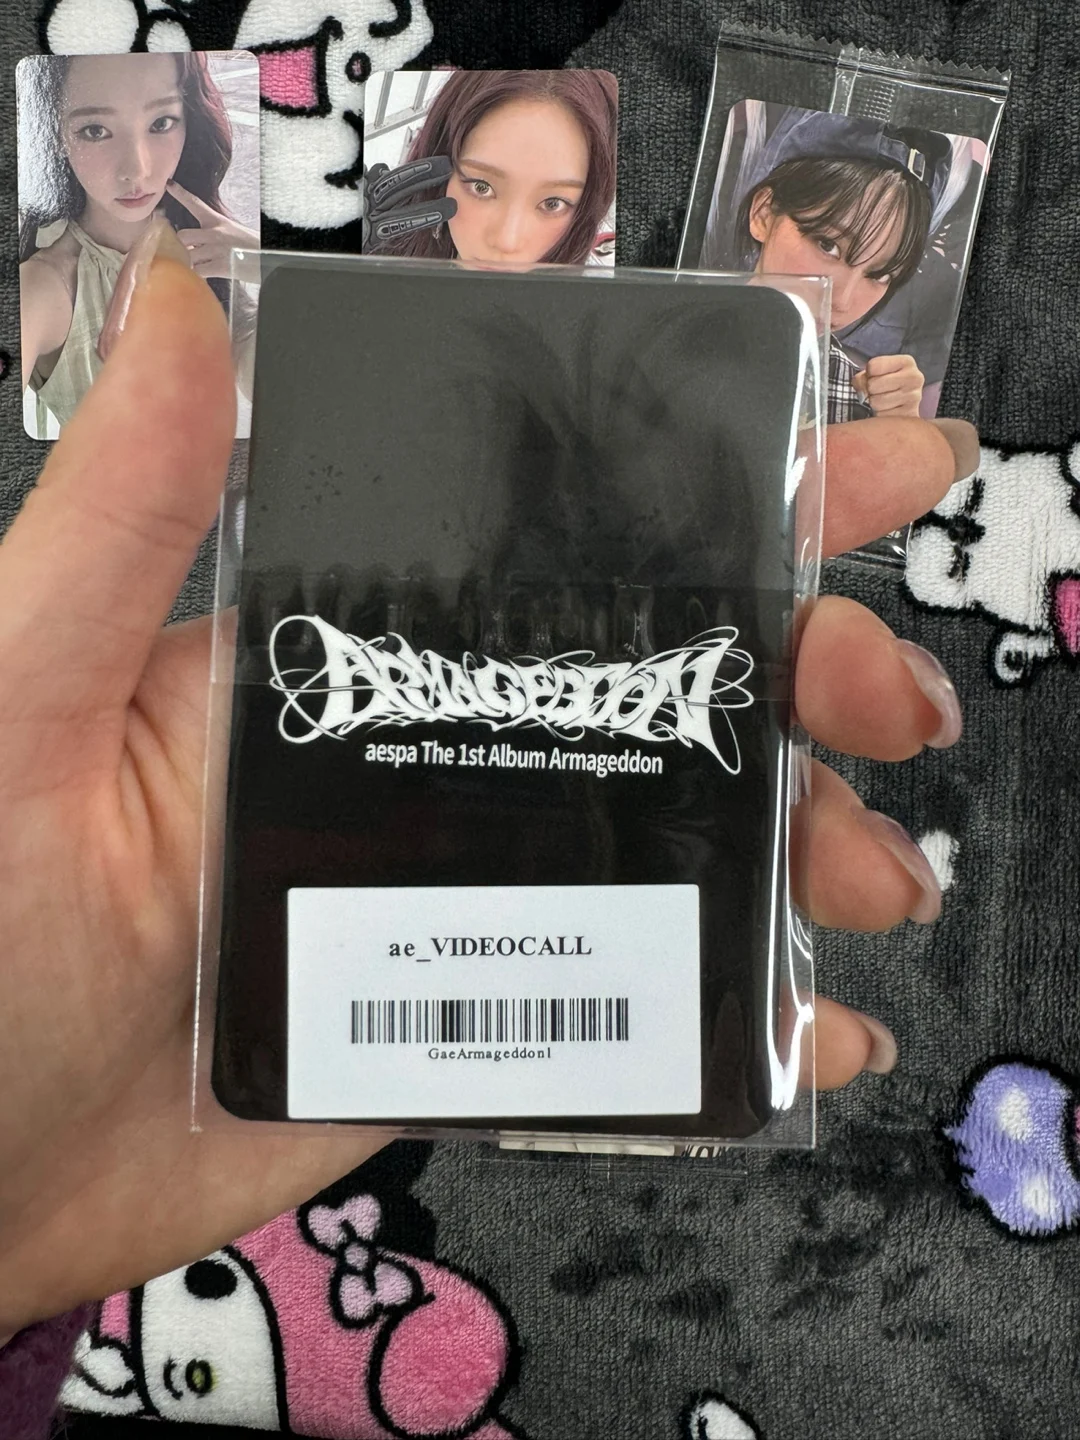 ARMAGEDDON
aespa The 1st Album Armageddon
ae_VIDEOCALL
GaeArmageddon1